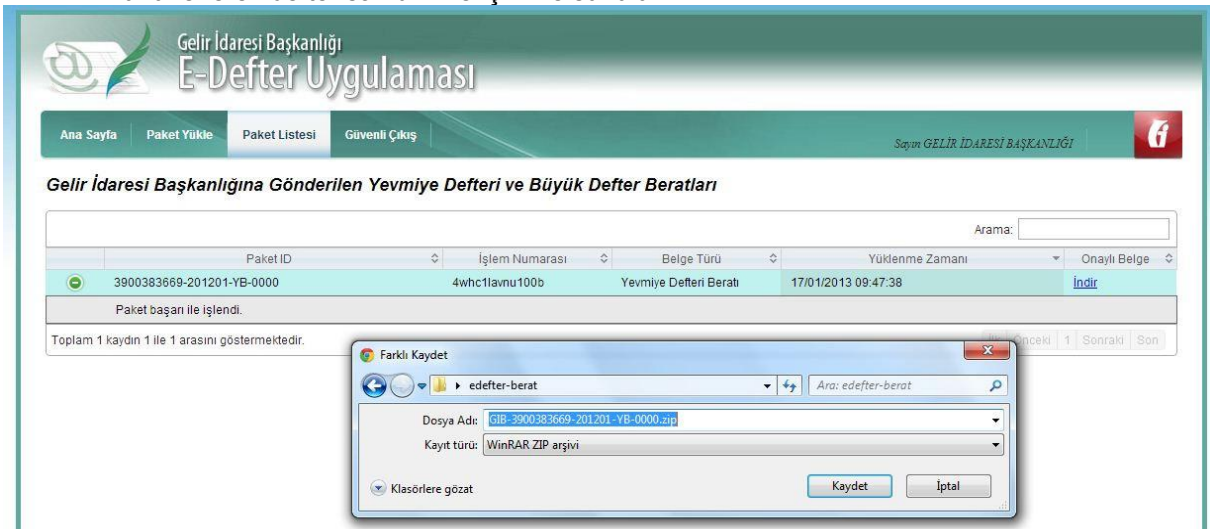 Gelir İdaresi Başkanlığı
E-Defter Uygulaması
Ana Sayfa Paket Yükle Paket Listesi Güvenli Çıkış Sayın GELİR İDARESİ BAŞKANLIĞI
Gelir İdaresi Başkanlığına Gönderilen Yevmiye Defteri ve Büyük Defter Beratları
Arama:
Paket ID İşlem Numarası Belge Türü Yüklenme Zamanı Onaylı Belge
3900383669-201201-YB-0000 4whc1lavnu100b Yevmiye Defteri Beratı 17/01/2013 09:47:38 İndir
Paket başarı ile işlendi.
Toplam 1 kaydın 1 ile 1 arasını göstermektedir. Önceki 1 Sonraki Son
Farklı Kaydet
edefter-berat Ara: edefter-berat
Dosya Adı: GIB-3900383669-201201-YB-0000.zip
Kayıt türü: WinRAR ZIP arşivi
Klasörlere gözat Kaydet İptal